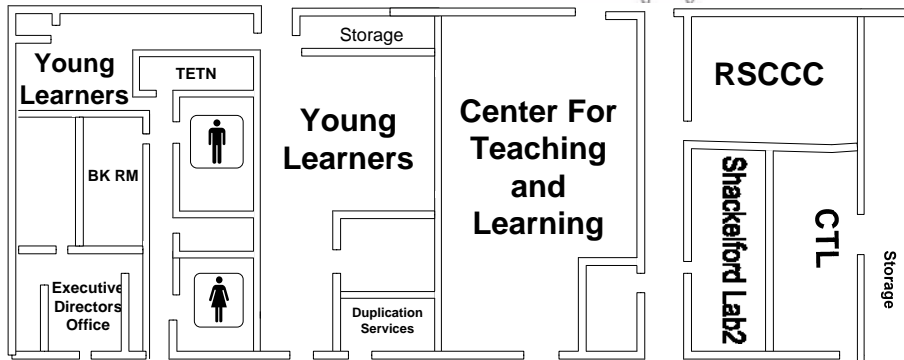 Young
Learners
TETN
BK RM
Executive
Directors
Office
Storage
Young
Learners
Duplication
Services
Center For
Teaching
and
Learning
RSCCC
Shackelford Lab2
CTL
Storage